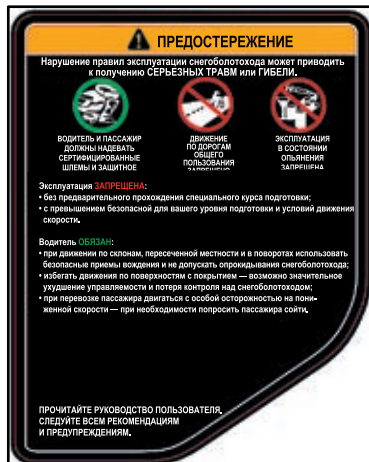 ПРЕДОСТЕРЕЖЕНИЕ
Нарушение правил эксплуатации снегоболотохода может приводить
к получению СЕРЬЕЗНЫХ ТРАВМ или ГИБЕЛИ.
ВОДИТЕЛЬ И ПАССАЖИР
ДОЛЖНЫ НАДЕВАТЬ
СЕРТИФИЦИРОВАННЫЕ
ШЛЕМЫ И ЗАЩИТНОЕ
ДВИЖЕНИЕ
ПО ДОРОГАМ
ОБЩЕГО
ПОЛЬЗОВАНИЯ
ЗАПРЕЩЕНО
ЭКСПЛУАТАЦИЯ
В СОСТОЯНИИ
ОПЬЯНЕНИЯ
ЗАПРЕЩЕНА
Эксплуатация ЗАПРЕЩЕНА:
• без предварительного прохождения специального курса подготовки;
• с превышением безопасной для вашего уровня подготовки и условий движения
скорости.
Водитель ОБЯЗАН:
• при движении по склонам, пересеченной местности и в поворотах использовать
безопасные приемы вождения и не допускать опрокидывания снегоболотохода;
• избегать движения по поверхностям с покрытием — возможно значительное
ухудшение управляемости и потеря контроля над снегоболотоходом;
• при перевозке пассажира двигаться с особой осторожностью на пони-
женной скорости — при необходимости попросить пассажира сойти.
ПРОЧИТАЙТЕ РУКОВОДСТВО ПОЛЬЗОВАТЕЛЯ.
СЛЕДУЙТЕ ВСЕМ РЕКОМЕНДАЦИЯМ
И ПРЕДУПРЕЖДЕНИЯМ.